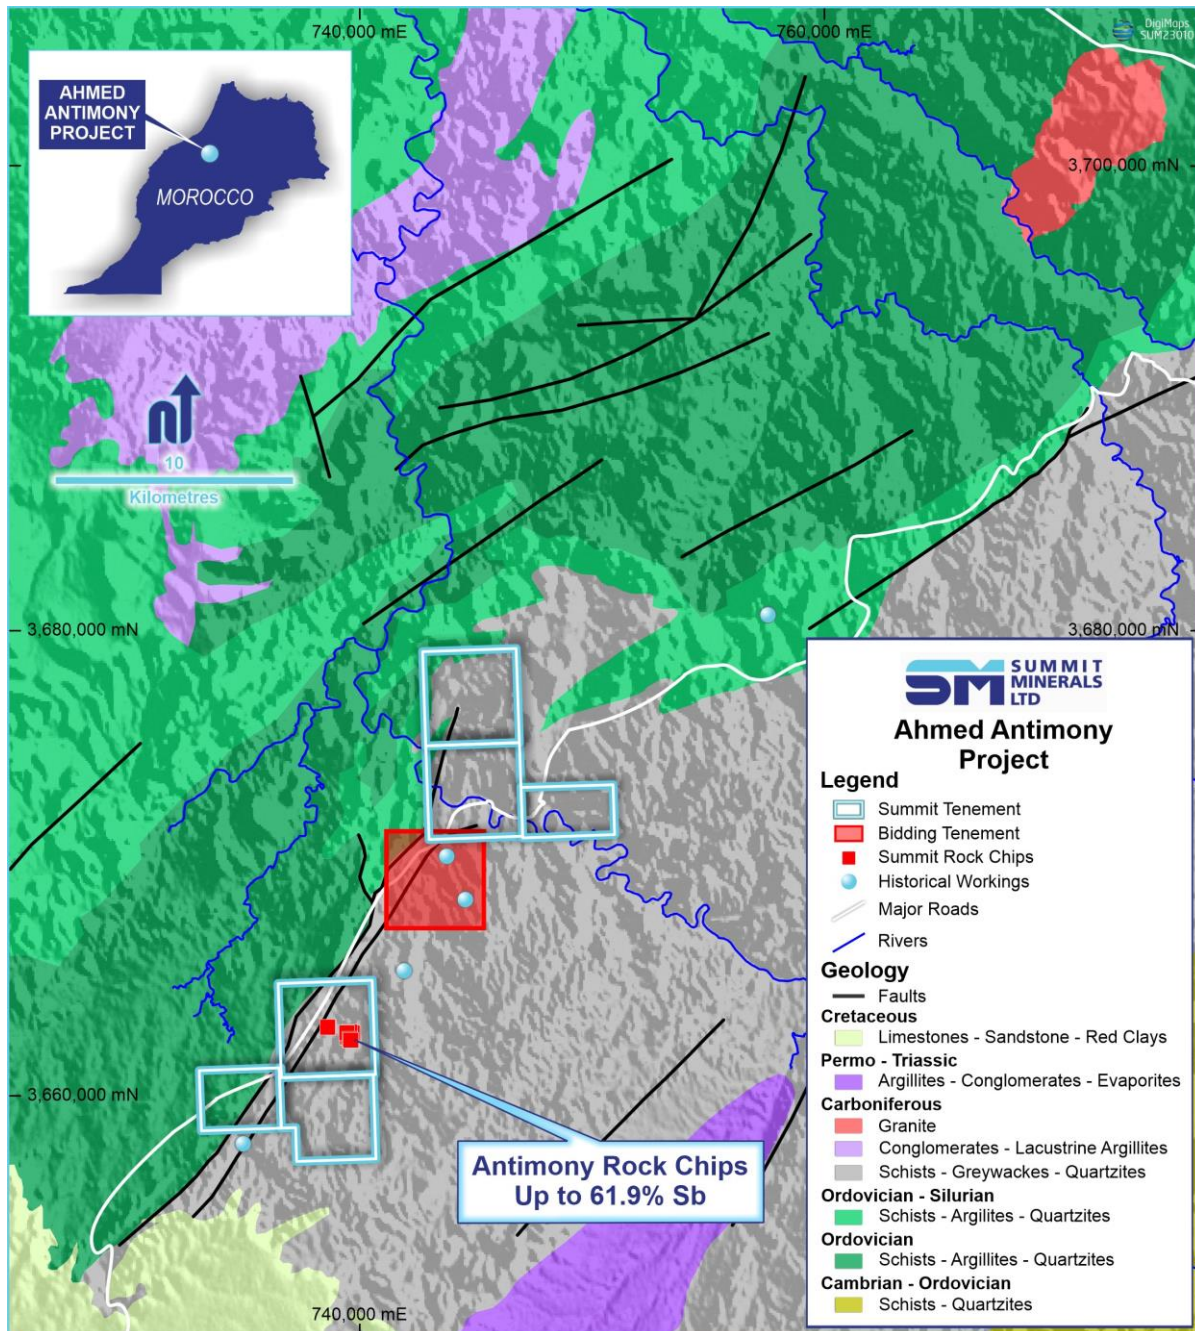 740,000 mE
760,000 mE
DigiMaps
SUM23010
AHMED
ANTIMONY
PROJECT
MOROCCO
3,700,000 mN
10
Kilometres
3,680,000 mN
3,680,000 mN
SM SUMMIT
MINERALS
LTD
Ahmed Antimony
Project
Legend
Summit Tenement
Bidding Tenement
Summit Rock Chips
Historical Workings
Major Roads
Rivers
Geology
Faults
Cretaceous
Limestones - Sandstone - Red Clays
Permo - Triassic
Argillites - Conglomerates - Evaporites
Carboniferous
Granite
Conglomerates - Lacustrine Argillites
Schists - Greywackes - Quartzites
Ordovician - Silurian
Schists - Argilites - Quartzites
Ordovician
Schists - Argillites - Quartzites
Cambrian - Ordovician
Schists - Quartzites
3,660,000 mN
Antimony Rock Chips
Up to 61.9% Sb
740,000 mE